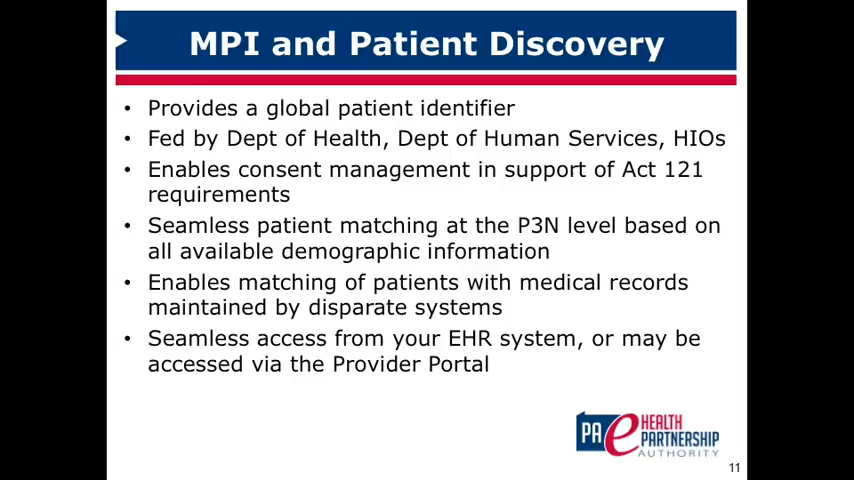 MPI and Patient Discovery
• Provides a global patient identifier
• Fed by Dept of Health, Dept of Human Services, HIOs
• Enables consent management in support of Act 121
requirements
• Seamless patient matching at the P3N level based on
all available demographic information
• Enables matching of patients with medical records
maintained by disparate systems
• Seamless access from your EHR system, or may be
accessed via the Provider Portal
PA e HEALTH
PARTNERSHIP
AUTHORITY
11